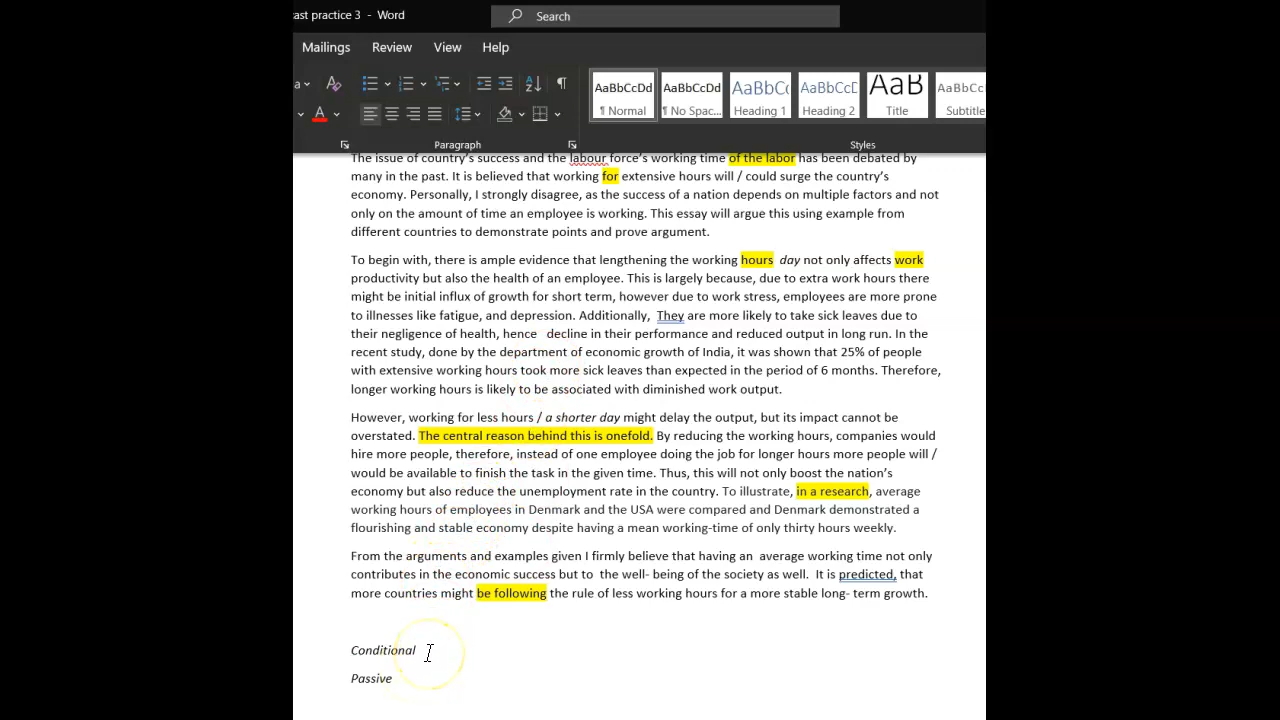 ast practice 3 - Word
Search
Mailings Review View Help
AaBbCcDd AaBbCcDd AaBbC( AaBbCcE AaB AaBbCc
¶ Normal ¶ No Spac... Heading 1 Heading 2 Title Subtitle
Paragraph Styles
The issue of country's success and the labour force's working time of the labor has been debated by
many in the past. It is believed that working for extensive hours will / could surge the country's
economy. Personally, I strongly disagree, as the success of a nation depends on multiple factors and not
only on the amount of time an employee is working. This essay will argue this using example from
different countries to demonstrate points and prove argument.
To begin with, there is ample evidence that lengthening the working hours day not only affects work
productivity but also the health of an employee. This is largely because, due to extra work hours there
might be initial influx of growth for short term, however due to work stress, employees are more prone
to illnesses like fatigue, and depression. Additionally, They are more likely to take sick leaves due to
their negligence of health, hence decline in their performance and reduced output in long run. In the
recent study, done by the department of economic growth of India, it was shown that 25% of people
with extensive working hours took more sick leaves than expected in the period of 6 months. Therefore,
longer working hours is likely to be associated with diminished work output.
However, working for less hours / a shorter day might delay the output, but its impact cannot be
overstated. The central reason behind this is onefold. By reducing the working hours, companies would
hire more people, therefore, instead of one employee doing the job for longer hours more people will /
would be available to finish the task in the given time. Thus, this will not only boost the nation's
economy but also reduce the unemployment rate in the country. To illustrate, in a research, average
working hours of employees in Denmark and the USA were compared and Denmark demonstrated a
flourishing and stable economy despite having a mean working-time of only thirty hours weekly.
From the arguments and examples given I firmly believe that having an average working time not only
contributes in the economic success but to the well- being of the society as well. It is predicted, that
more countries might be following the rule of less working hours for a more stable long- term growth.
Conditional
Passive